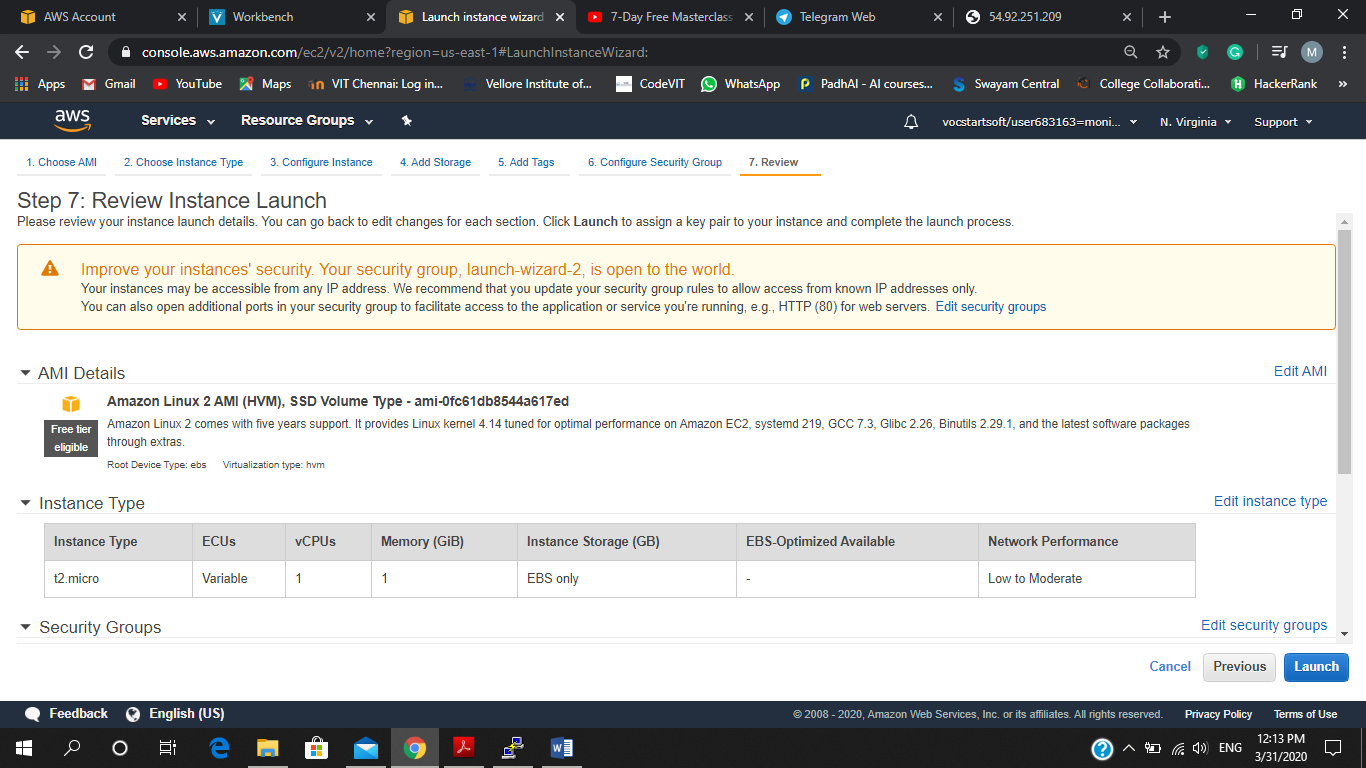 AWS Account
Workbench
Launch instance wizard
7-Day Free Masterclass
Telegram Web
54.92.251.209
console.aws.amazon.com/ec2/v2/home?region=us-east-1#LaunchInstanceWizard:
M
Apps
Gmail
YouTube
Maps
VIT Chennai: Log in...
Vellore Institute of...
CodeVIT
WhatsApp
PadhAI - AI courses...
Swayam Central
College Collaborati...
HackerRank
»
aws
Services
Resource Groups
vocstartsoft/user683163=moni...
N. Virginia
Support
1. Choose AMI
2. Choose Instance Type
3. Configure Instance
4. Add Storage
5. Add Tags
6. Configure Security Group
7. Review
Step 7: Review Instance Launch
Please review your instance launch details. You can go back to edit changes for each section. Click Launch to assign a key pair to your instance and complete the launch process.
Improve your instances' security. Your security group, launch-wizard-2, is open to the world.
Your instances may be accessible from any IP address. We recommend that you update your security group rules to allow access from known IP addresses only.
You can also open additional ports in your security group to facilitate access to the application or service you're running, e.g., HTTP (80) for web servers. Edit security groups
AMI Details
Edit AMI
Free tier
eligible
Amazon Linux 2 AMI (HVM), SSD Volume Type - ami-0fc61db8544a617ed
Amazon Linux 2 comes with five years support. It provides Linux kernel 4.14 tuned for optimal performance on Amazon EC2, systemd 219, GCC 7.3, Glibc 2.26, Binutils 2.29.1, and the latest software packages
through extras.
Root Device Type: ebs Virtualization type: hvm
Instance Type
Edit instance type
Instance Type ECUs vCPUs Memory (GiB) Instance Storage (GB) EBS-Optimized Available Network Performance
t2.micro Variable 1 1 EBS only - Low to Moderate
Security Groups
Edit security groups
Cancel
Previous
Launch
Feedback
English (US)
© 2008 - 2020, Amazon Web Services, Inc. or its affiliates. All rights reserved.
Privacy Policy
Terms of Use
ENG
12:13 PM
3/31/2020